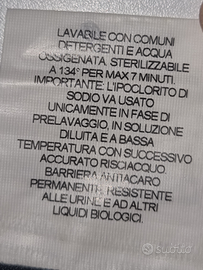 LAVABILE CON COMUNI
DETERGENTI E ACQUA
OSSIGENATA. STERILIZZABILE
A 134° PER MAX 7 MINUTI.
IMPORTANTE: L'IPOCLORITO DI
SODIO VA USATO
UNICAMENTE IN FASE DI
PRELAVAGGIO, IN SOLUZIONE
DILUITA E A BASSA
TEMPERATURA CON SUCCESSIVO
ACCURATO RISCIACQUO
BARRIERA ANTIACARO
PERMANENTE, RESISTENTE
ALLE URINE E AD ALTRI
LIQUIDI BIOLOGICI.
Subito.it